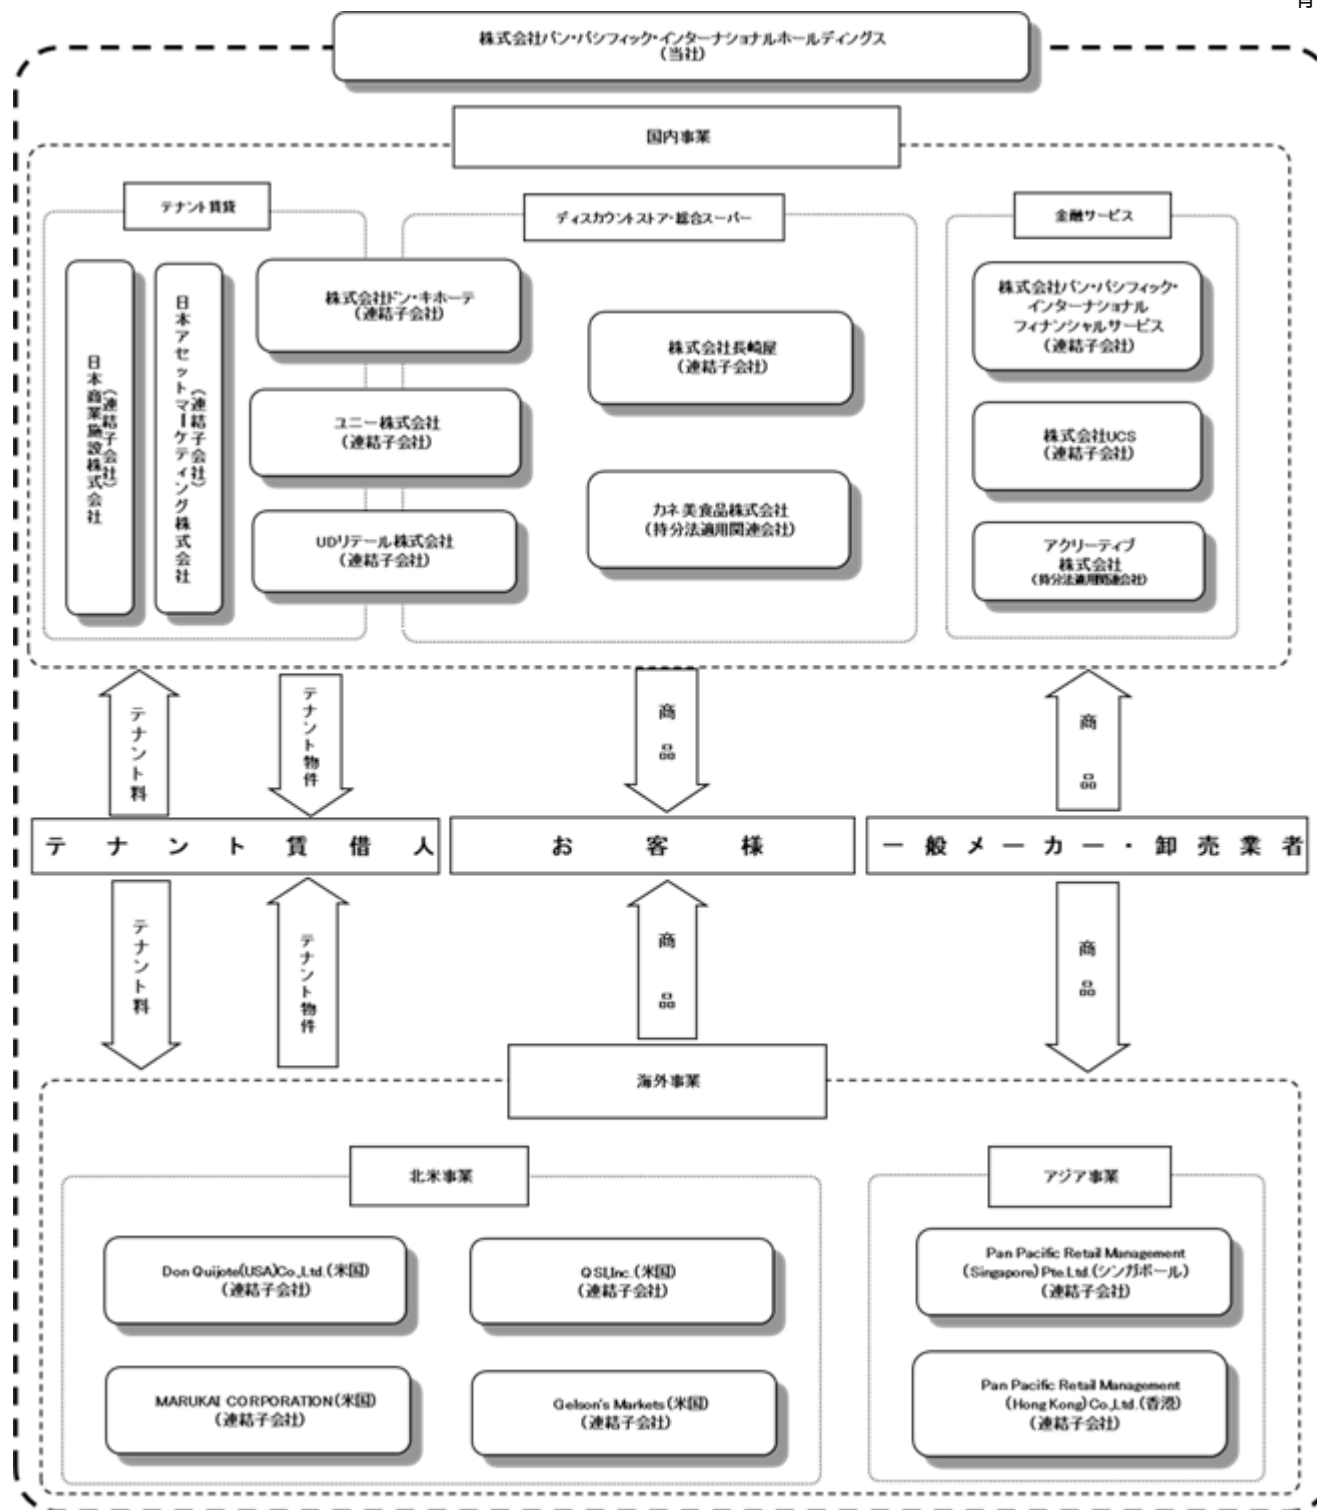 株式会社パン・パシフィック・インターナショナルホールディングス
(当社)
国内事業
テナント賃貸
ディスカウントストア・総合スーパー
金融サービス
日本商業施設株式会社
(連結子会社)
日本アセットマーケティング株式会社
(連結子会社)
株式会社ドン・キホーテ
(連結子会社)
ユニー株式会社
(連結子会社)
UDリテール株式会社
(連結子会社)
株式会社長崎屋
(連結子会社)
カネ美食品株式会社
(持分法適用関連会社)
株式会社パン・パシフィック・
インターナショナル
フィナンシャルサービス
(連結子会社)
株式会社UCS
(連結子会社)
アクリーティブ
株式会社
(持分法適用関連会社)
テナント料
テナント物件
商品
商品
テナント賃借人
お客様
一般メーカー・卸売業者
テナント料
テナント物件
商品
商品
海外事業
北米事業
アジア事業
Don Quijote(USA)Co.,Ltd.(米国)
(連結子会社)
QSI,Inc.(米国)
(連結子会社)
MARUKAI CORPORATION(米国)
(連結子会社)
Gelson's Markets(米国)
(連結子会社)
Pan Pacific Retail Management
(Singapore)Pte.Ltd.(シンガポール)
(連結子会社)
Pan Pacific Retail Management
(Hong Kong)Co.,Ltd.(香港)
(連結子会社)